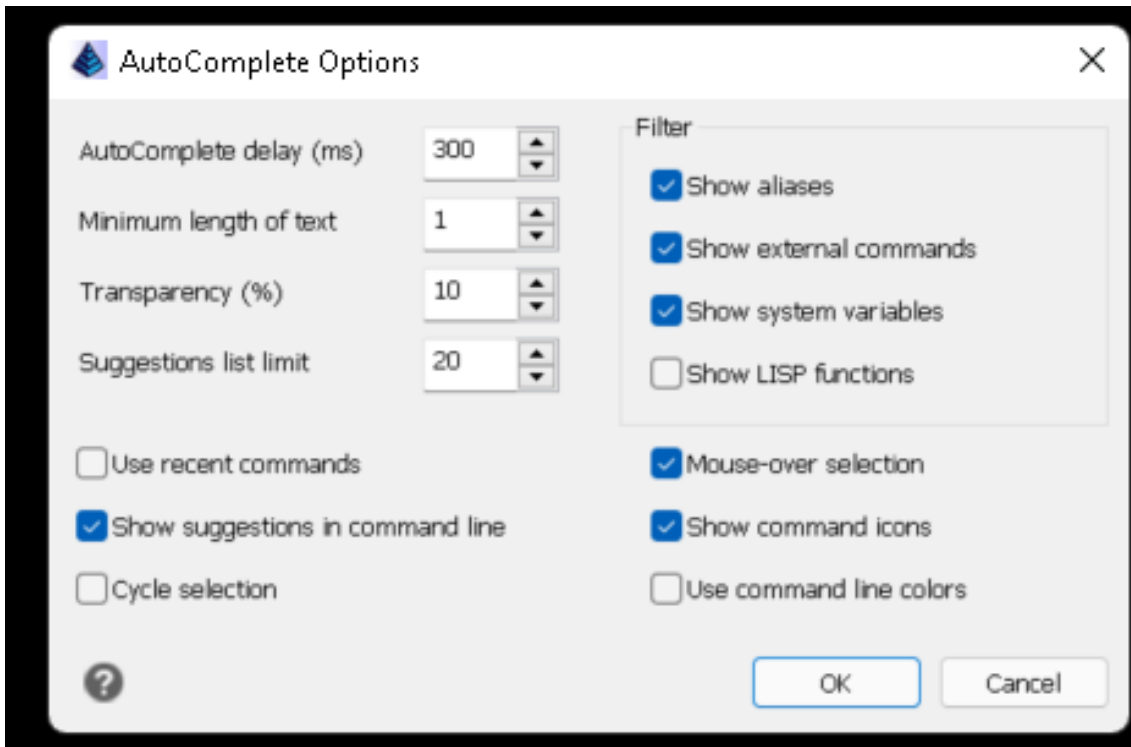 AutoComplete Options
AutoComplete delay (ms) 300
Minimum length of text 1
Transparency (%) 10
Suggestions list limit 20
Filter
Show aliases
Show external commands
Show system variables
Show LISP functions
Use recent commands
Show suggestions in command line
Cycle selection
Mouse-over selection
Show command icons
Use command line colors
?
OK Cancel